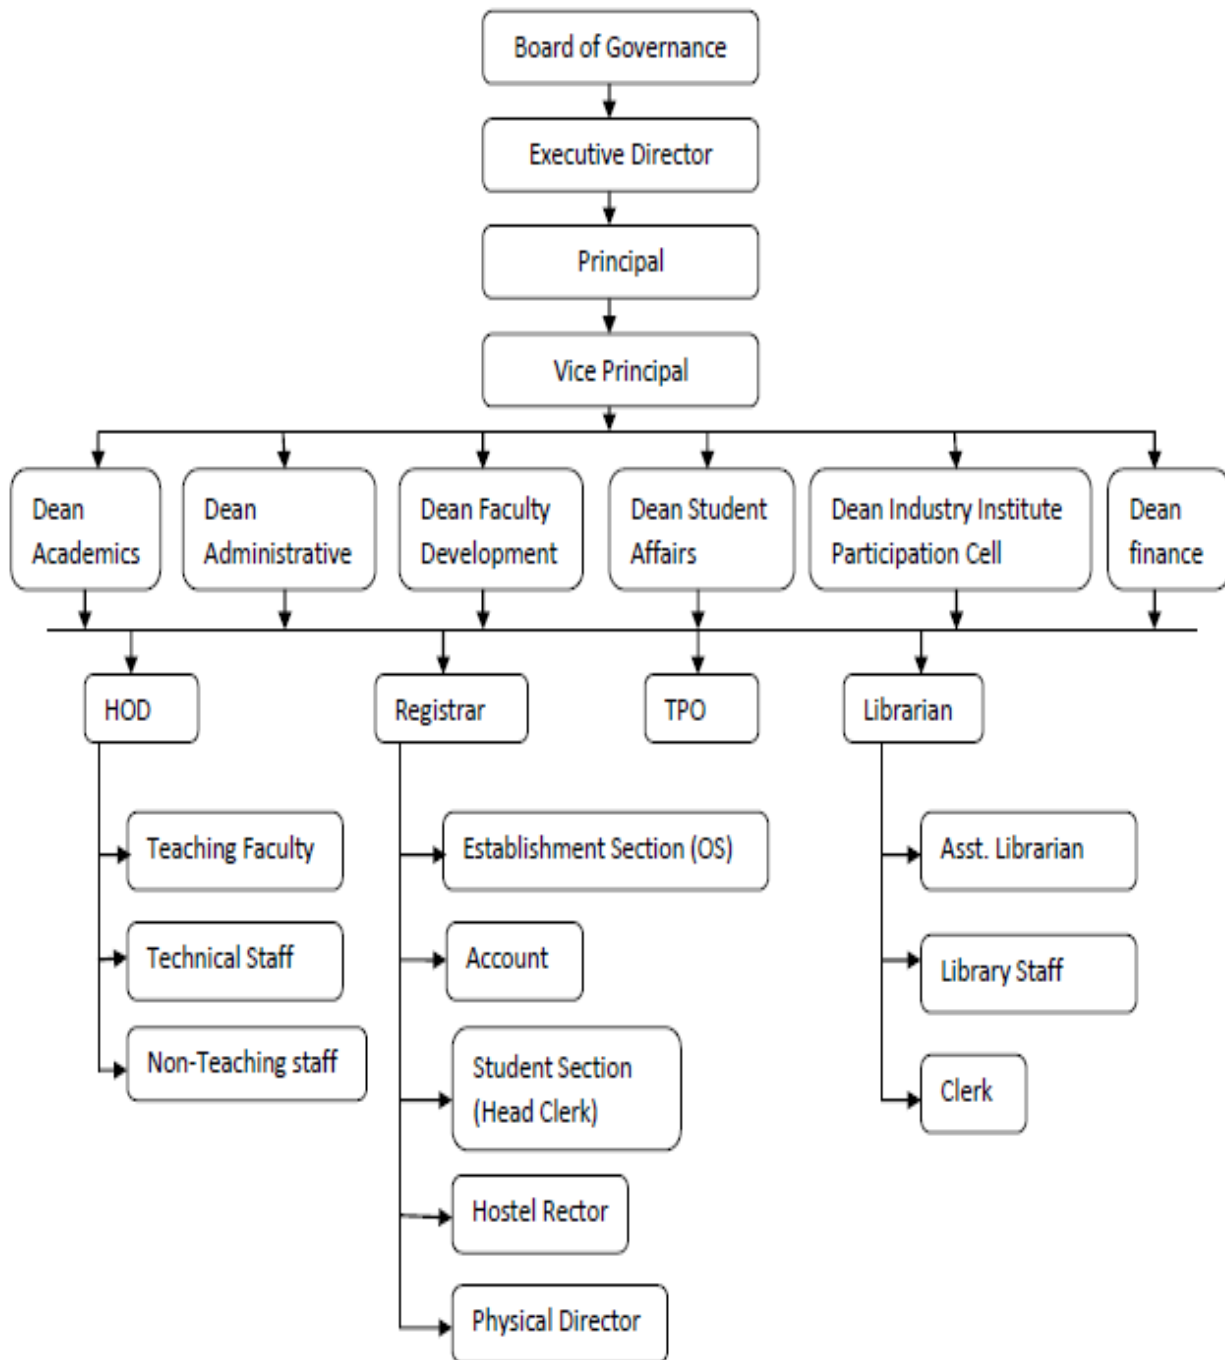 Board of Governance
Executive Director
Principal
Vice Principal
Dean
Academics
Dean
Administrative
Dean Faculty
Development
Dean Student
Affairs
Dean Industry Institute
Participation Cell
Dean
finance
HOD
Registrar
TPO
Librarian
Teaching Faculty
Technical Staff
Non-Teaching staff
Establishment Section (OS)
Account
Student Section
(Head Clerk)
Hostel Rector
Physical Director
Asst. Librarian
Library Staff
Clerk